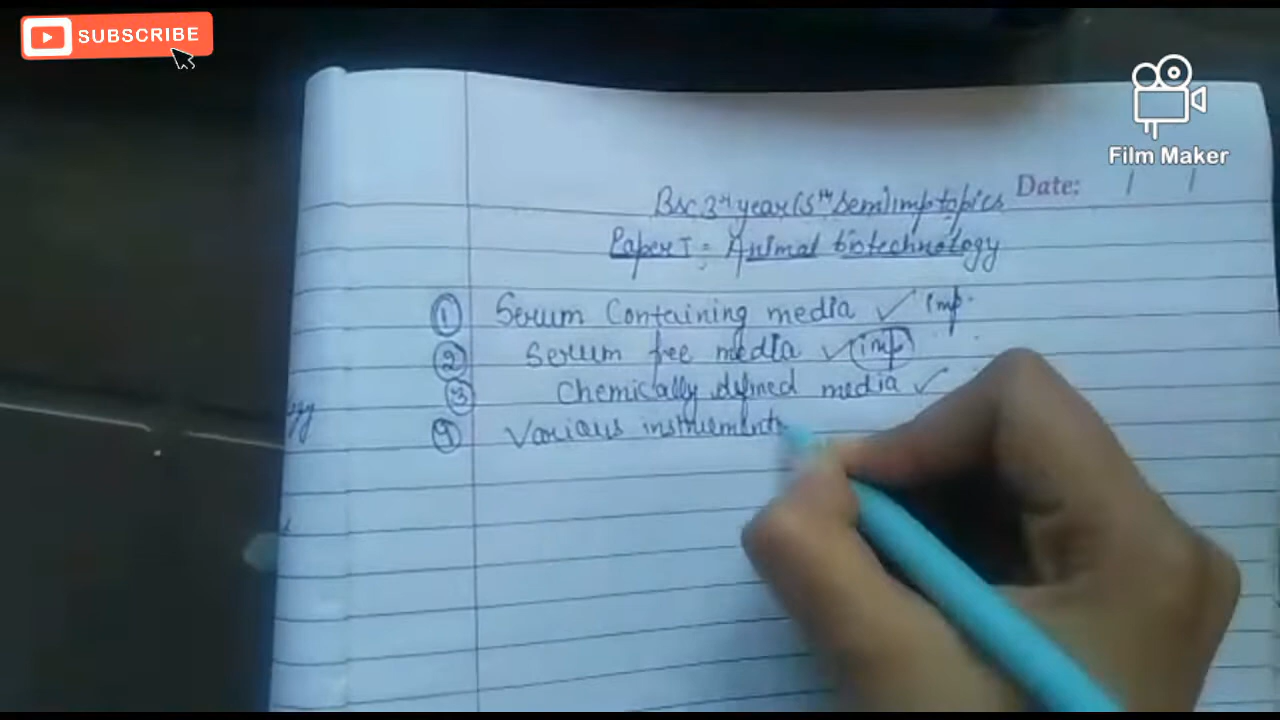 SUBSCRIBE
Film Maker
Date: / /
Bsc 3rd year (5th Sem) imp topics
Paper I : Animal biotechnology
① Serum Containing media ✓ imp.
② Serum free media ✓ imp
③ Chemically defined media ✓
④ Various instruments